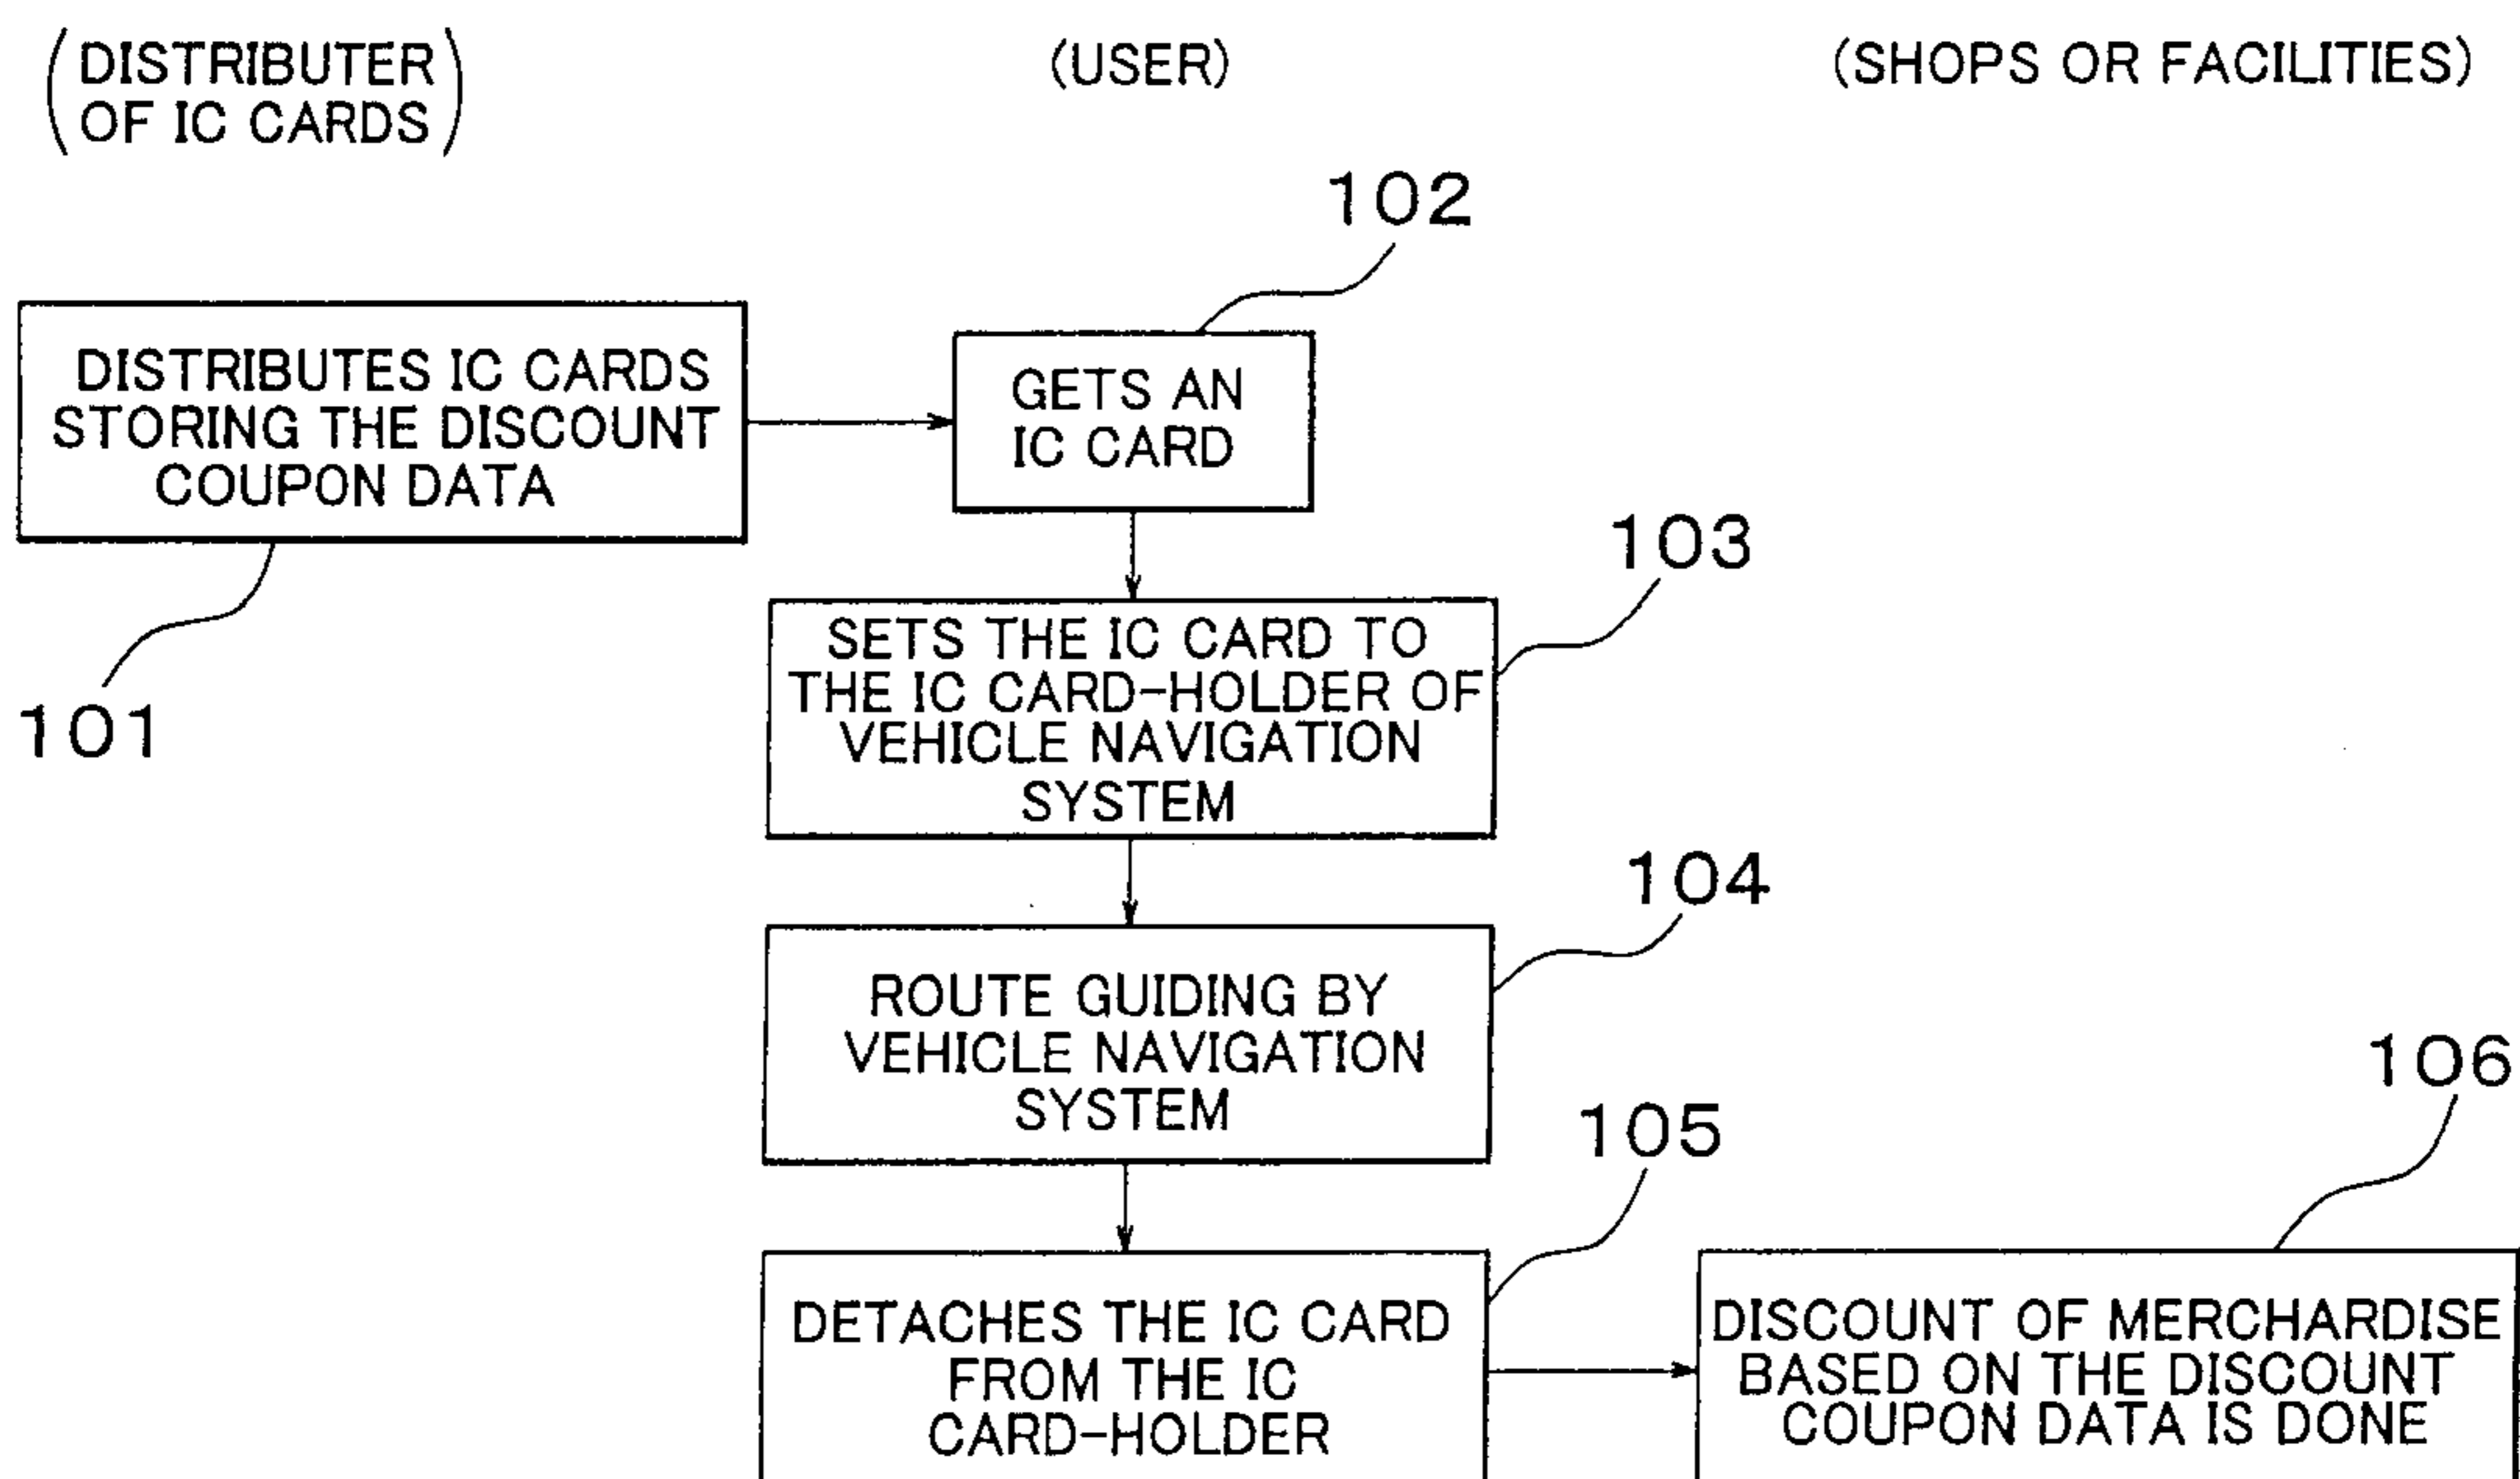 (DISTRIBUTER
OF IC CARDS)
(USER)
(SHOPS OR FACILITIES)
102
DISTRIBUTES IC CARDS
STORING THE DISCOUNT
COUPON DATA
GETS AN
IC CARD
103
101
SETS THE IC CARD TO
THE IC CARD-HOLDER OF
VEHICLE NAVIGATION
SYSTEM
104
ROUTE GUIDING BY
VEHICLE NAVIGATION
SYSTEM
105
106
DETACHES THE IC CARD
FROM THE IC
CARD-HOLDER
DISCOUNT OF MERCHARDISE
BASED ON THE DISCOUNT
COUPON DATA IS DONE